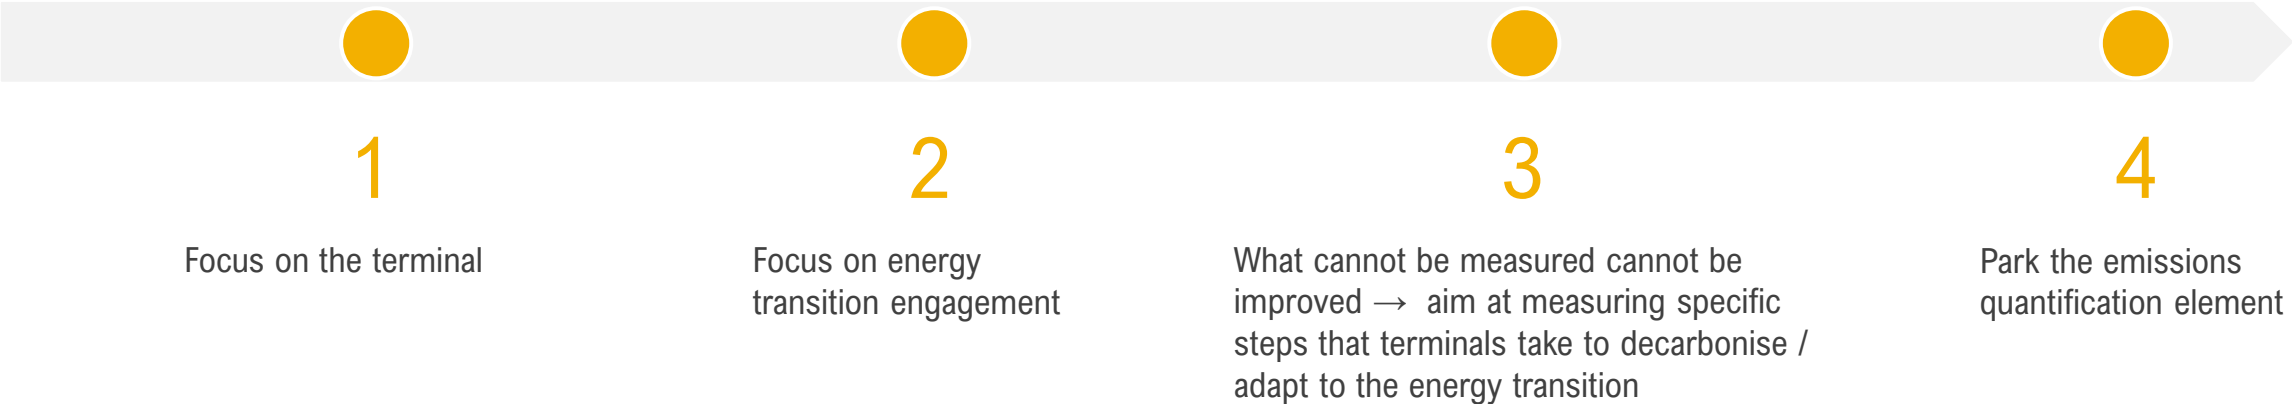 1
Focus on the terminal
2
Focus on energy
transition engagement
3
What cannot be measured cannot be
improved → aim at measuring specific
steps that terminals take to decarbonise /
adapt to the energy transition
4
Park the emissions
quantification element